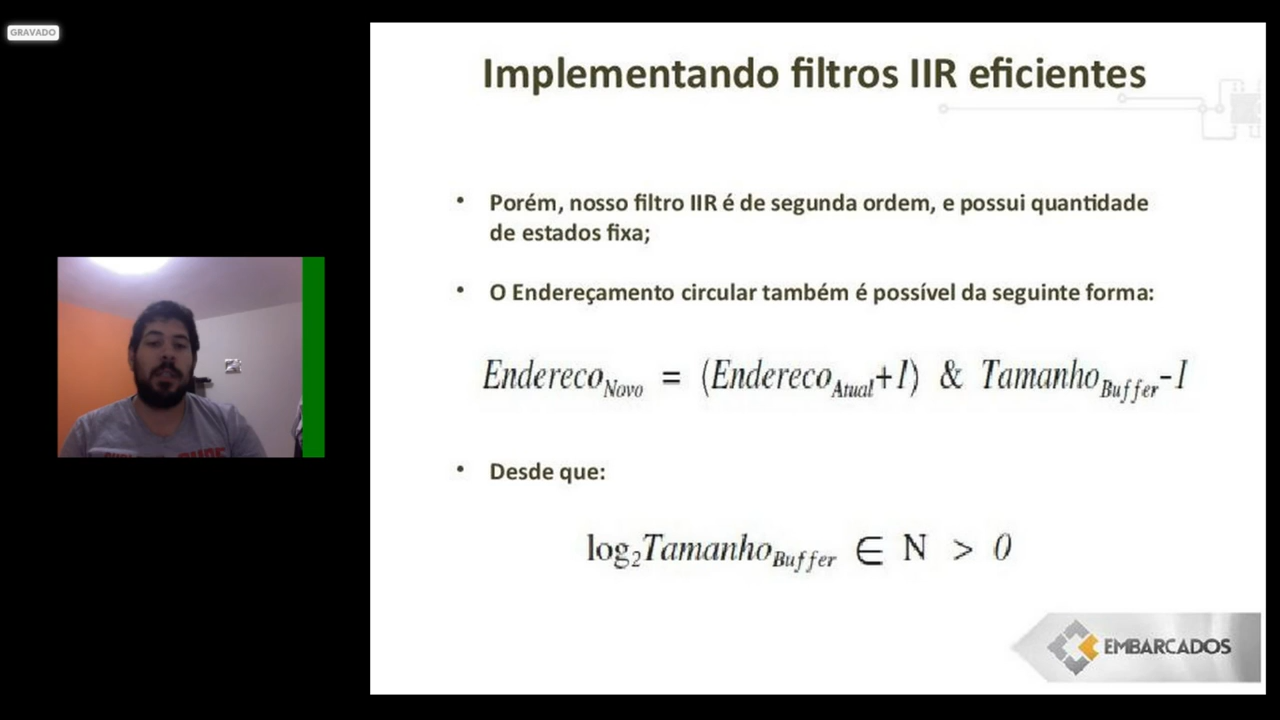 GRAVADO
Implementando filtros IIR eficientes
• Porém, nosso filtro IIR é de segunda ordem, e possui quantidade
de estados fixa;
• O Endereçamento circular também é possível da seguinte forma:
Endereco_Novo = (Endereco_Atual+1) & Tamanho_Buffer-1
• Desde que:
log₂Tamanho_Buffer ∈ N > 0
EMBARCADOS